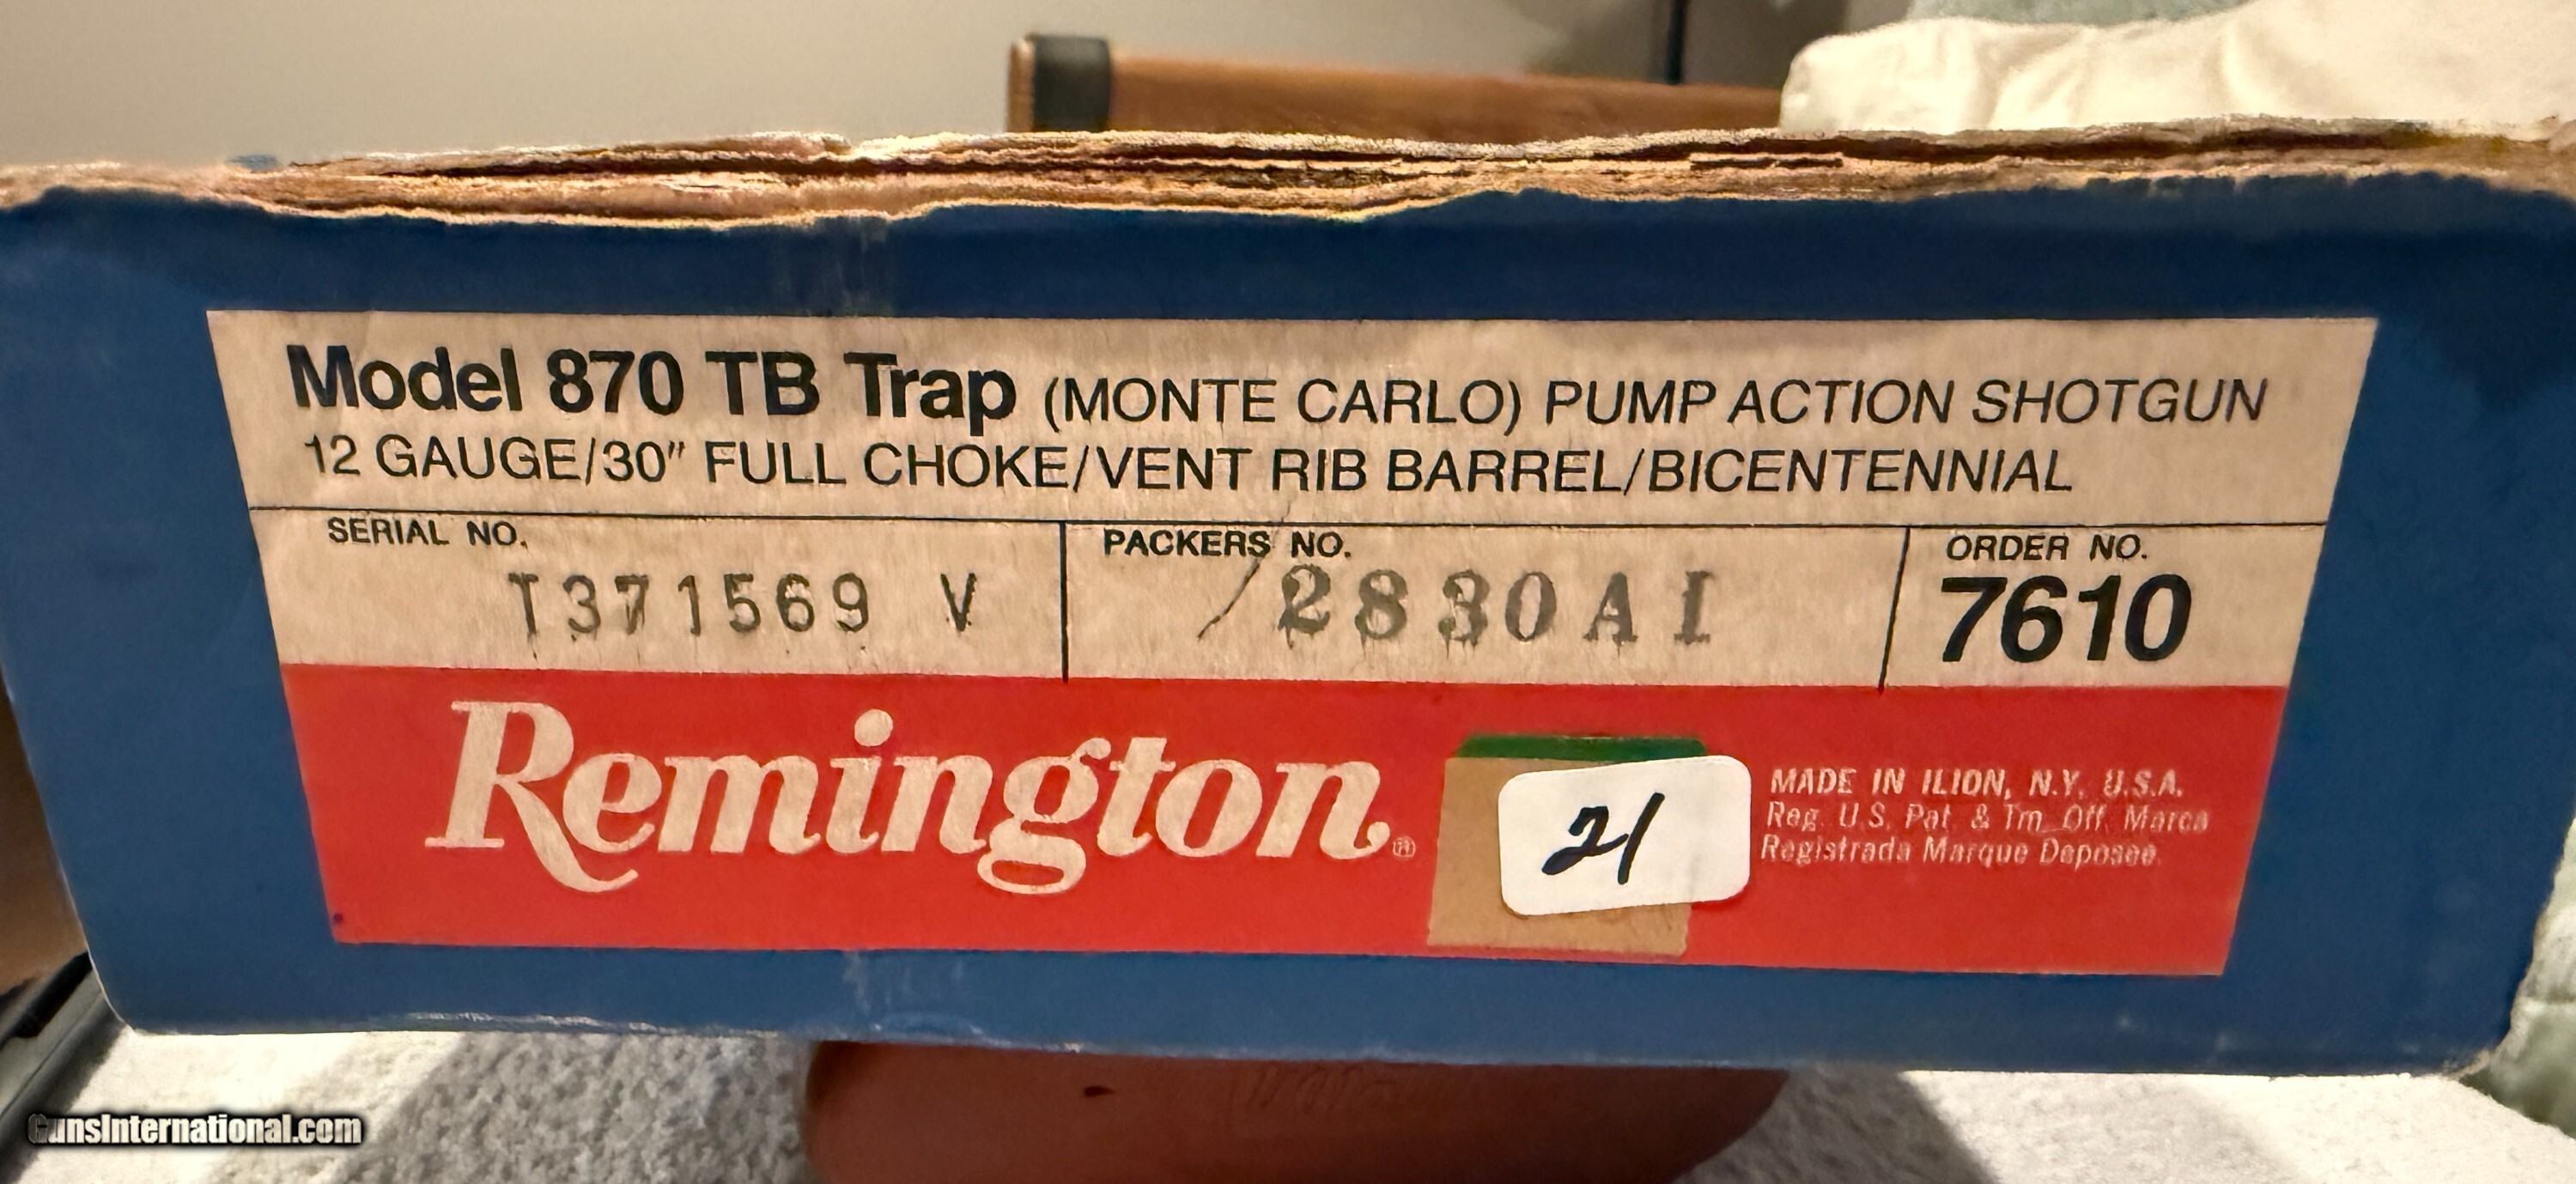 Model 870 TB Trap (MONTE CARLO) PUMP ACTION SHOTGUN
12 GAUGE/30" FULL CHOKE/VENT RIB BARREL/BICENTENNIAL
SERIAL NO.
T371569 V
PACKERS NO.
/2830AI
ORDER NO.
7610
Remington®
21
MADE IN ILION, N.Y. U.S.A.
Reg. U.S. Pat. & Tm. Off. Marca
Registrada Marque Deposee
GunsInternational.com